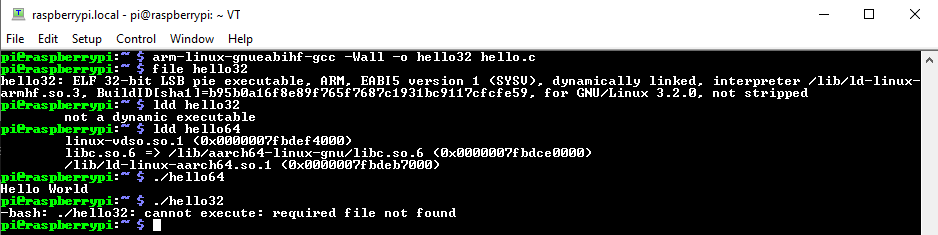 raspberrypi.local - pi@raspberrypi: ~ VT
File Edit Setup Control Window Help
pi@raspberrypi:~ $ arm-linux-gnueabihf-gcc -Wall -o hello32 hello.c
pi@raspberrypi:~ $ file hello32
hello32: ELF 32-bit LSB pie executable, ARM, EABI5 version 1 (SYSV), dynamically linked, interpreter /lib/ld-linux-
armhf.so.3, BuildID[sha1]=b95b0a16f8e89f765f7687c1931bc9117cfcfe59, for GNU/Linux 3.2.0, not stripped
pi@raspberrypi:~ $ ldd hello32
not a dynamic executable
pi@raspberrypi:~ $ ldd hello64
linux-vdso.so.1 (0x0000007fbdef4000)
libc.so.6 => /lib/aarch64-linux-gnu/libc.so.6 (0x0000007fbdce0000)
/lib/ld-linux-aarch64.so.1 (0x0000007fbdeb7000)
pi@raspberrypi:~ $ ./hello64
Hello World
pi@raspberrypi:~ $ ./hello32
-bash: ./hello32: cannot execute: required file not found
pi@raspberrypi:~ $